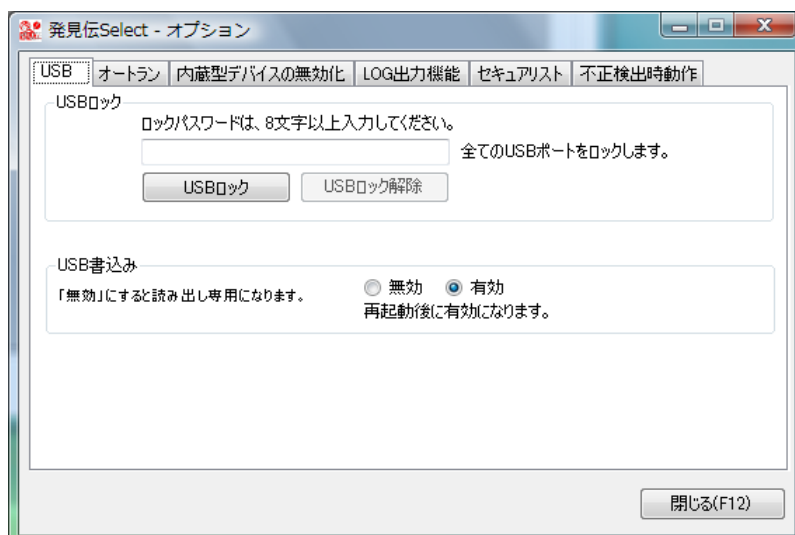 発見伝Select - オプション
USB オートラン 内蔵型デバイスの無効化 LOG出力機能 セキュアリスト 不正検出時動作
USBロック
ロックパスワードは、8文字以上入力してください。
全てのUSBポートをロックします。
USBロック USBロック解除
USB書込み
「無効」にすると読み出し専用になります。 無効 有効
再起動後に有効になります。
閉じる(F12)